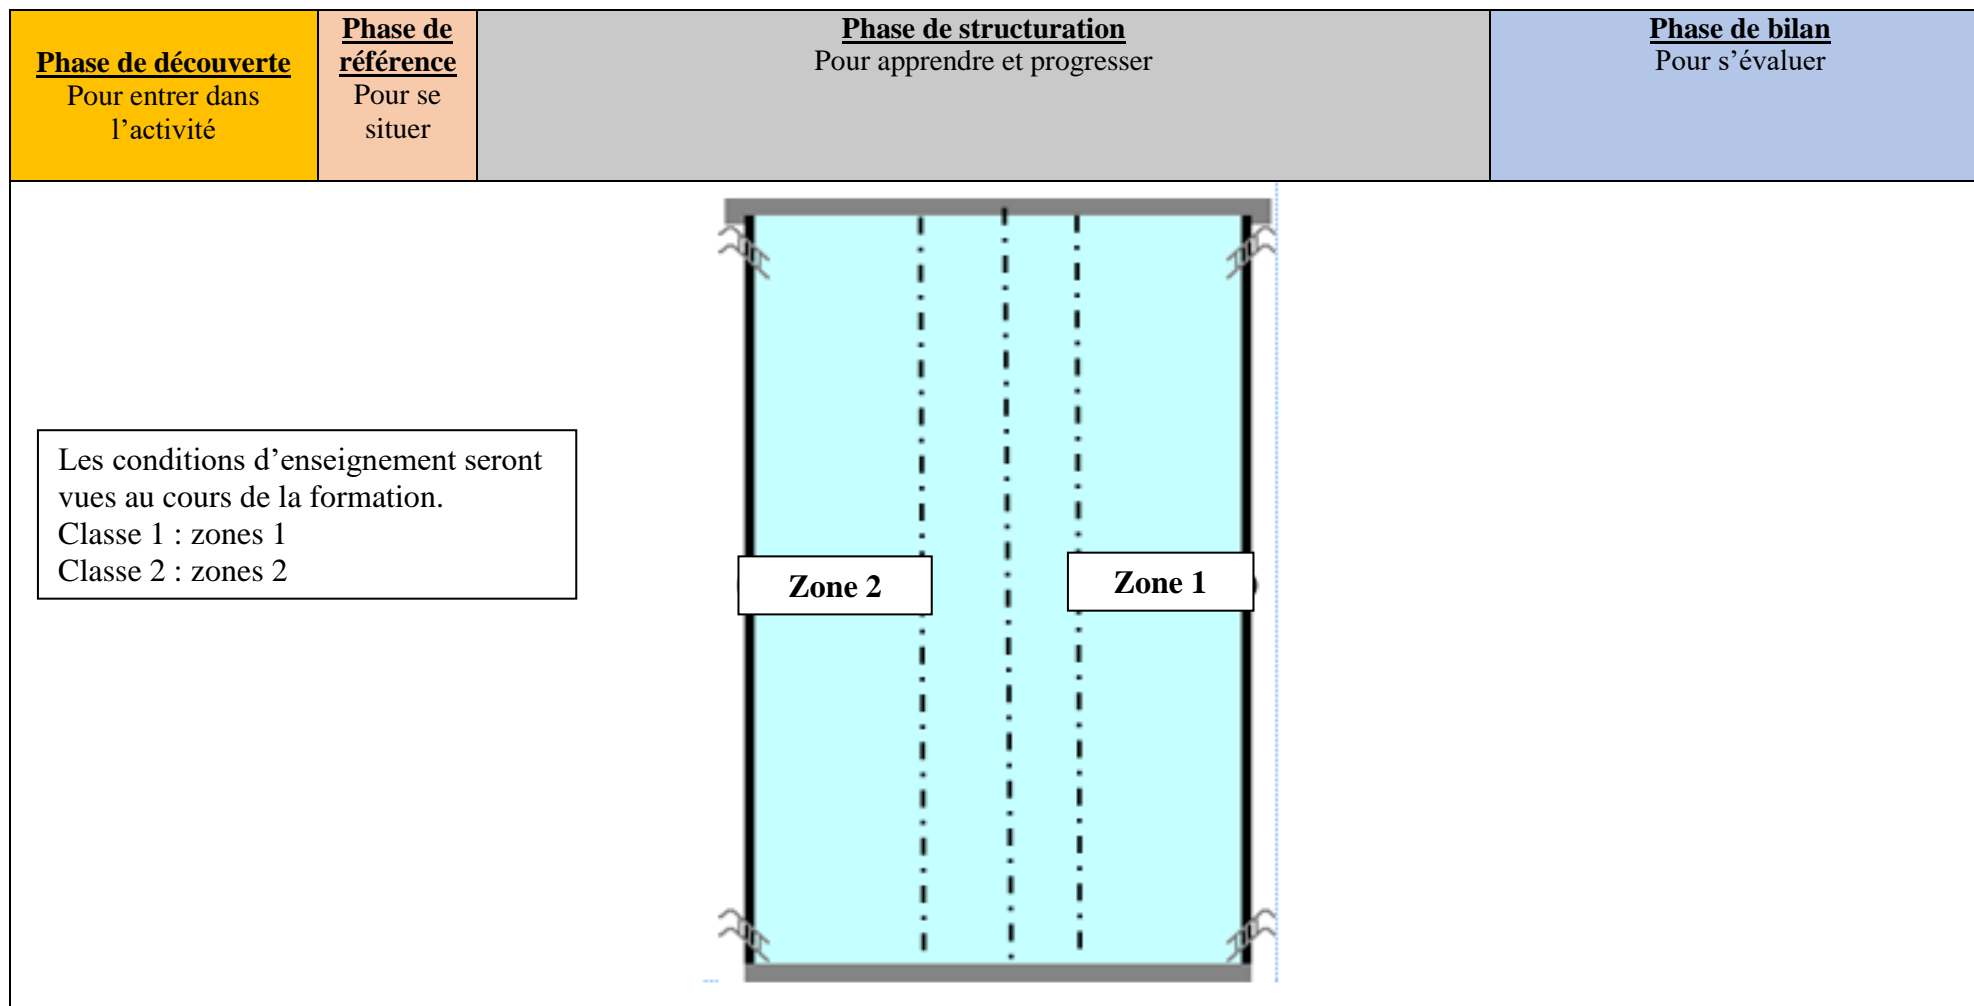 Phase de découverte
Pour entrer dans
l’activité
Phase de
référence
Pour se
situer
Phase de structuration
Pour apprendre et progresser
Phase de bilan
Pour s’évaluer
Les conditions d’enseignement seront
vues au cours de la formation.
Classe 1 : zones 1
Classe 2 : zones 2
Zone 2
Zone 1